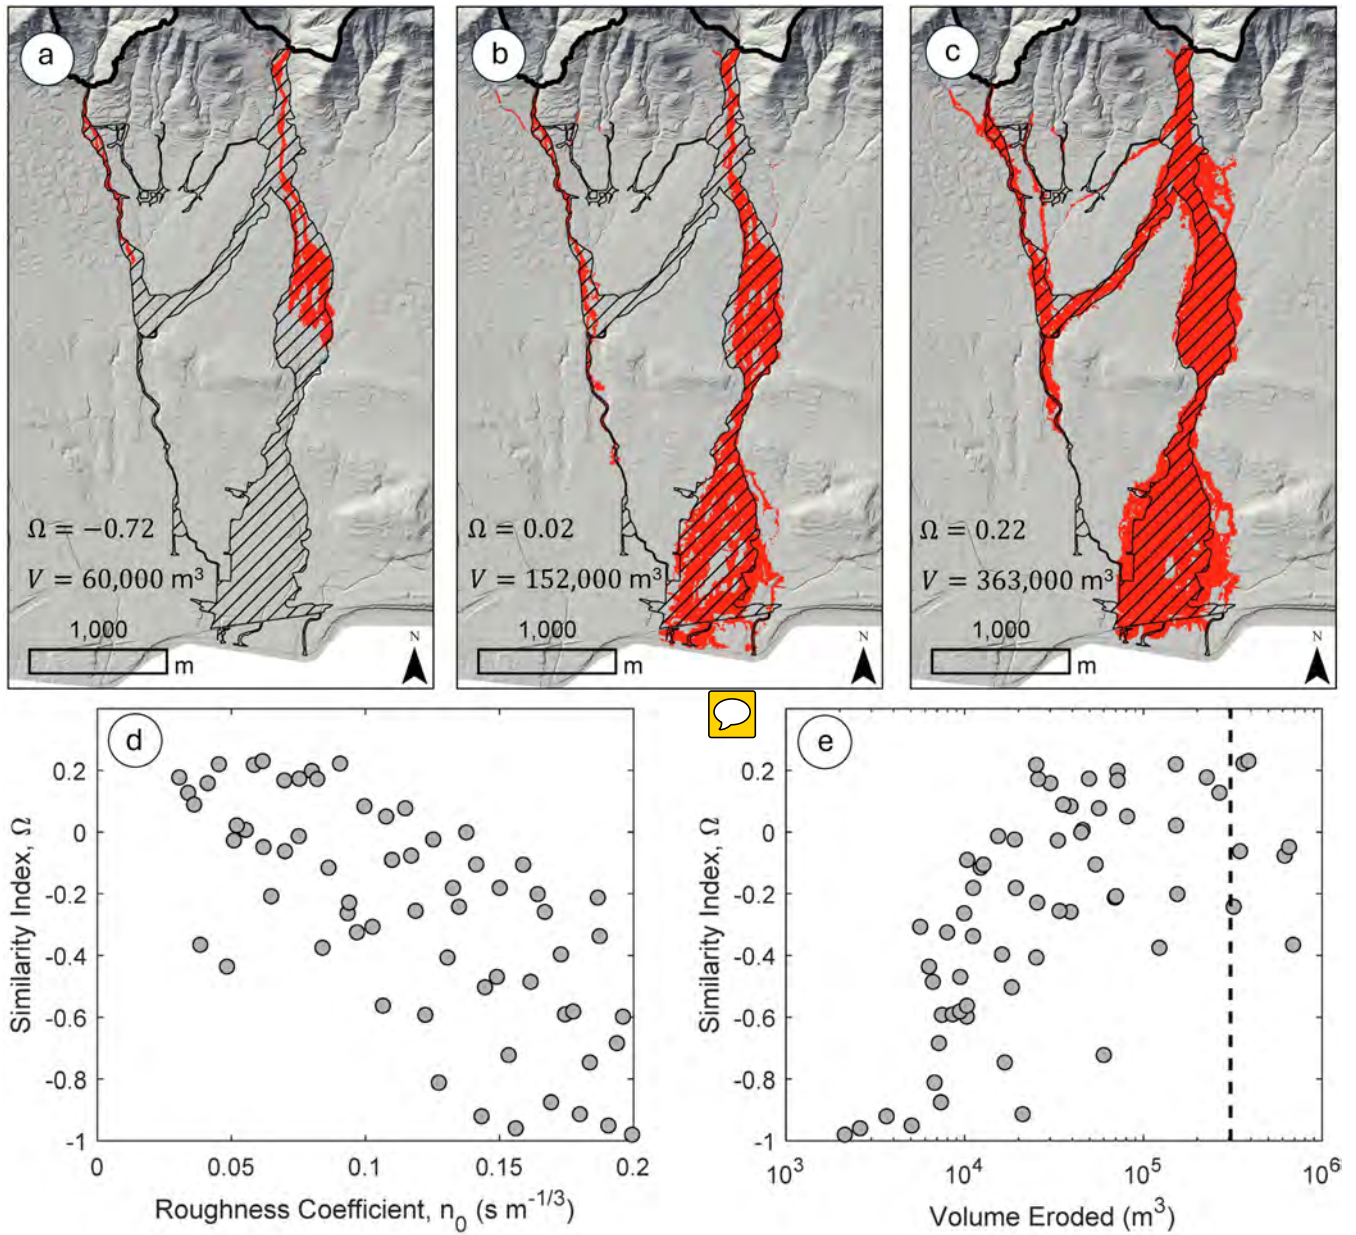 a
Ω = −0.72
V = 60,000 m³
1,000
m
N
b
Ω = 0.02
V = 152,000 m³
1,000
m
N
c
Ω = 0.22
V = 363,000 m³
1,000
m
N
d
0.2
0
-0.2
-0.4
-0.6
-0.8
-1
Similarity Index, Ω
0 0.05 0.1 0.15 0.2
Roughness Coefficient, n₀ (s m⁻¹/³)
e
0.2
0
-0.2
-0.4
-0.6
-0.8
-1
Similarity Index, Ω
10³ 10⁴ 10⁵ 10⁶
Volume Eroded (m³)